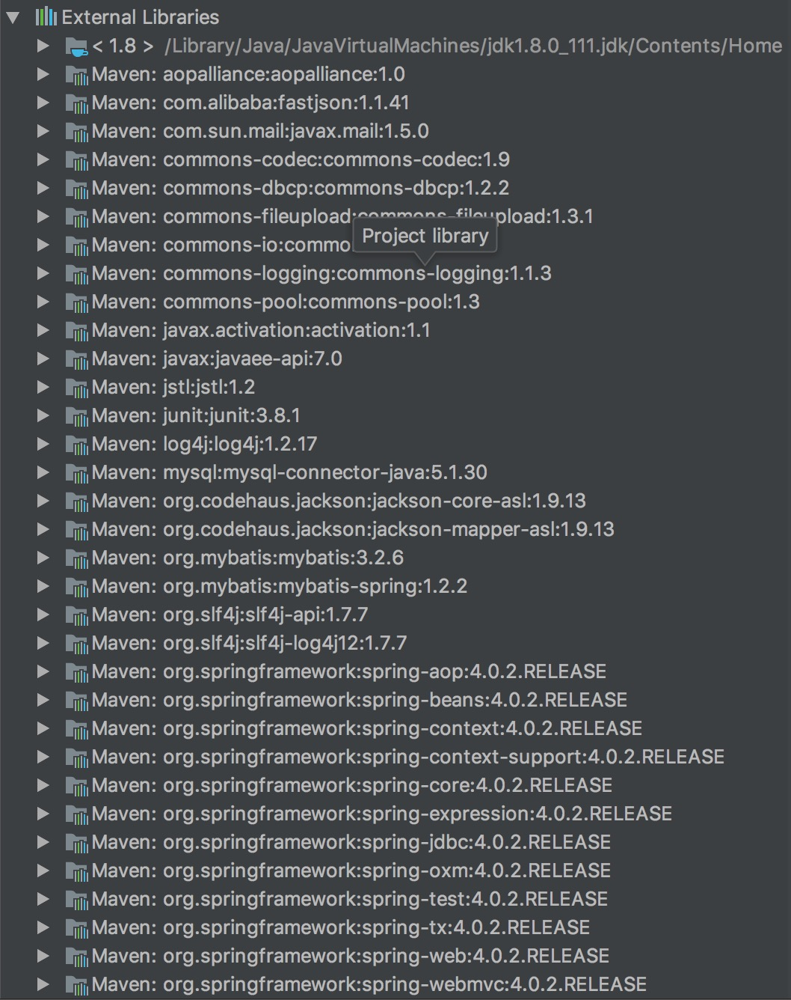 External Libraries
< 1.8 > /Library/Java/JavaVirtualMachines/jdk1.8.0_111.jdk/Contents/Home
Maven: aopalliance:aopalliance:1.0
Maven: com.alibaba:fastjson:1.1.41
Maven: com.sun.mail:javax.mail:1.5.0
Maven: commons-codec:commons-codec:1.9
Maven: commons-dbcp:commons-dbcp:1.2.2
Maven: commons-fileupload:commons-fileupload:1.3.1
Project library
Maven: commons-io:commo
Maven: commons-logging:commons-logging:1.1.3
Maven: commons-pool:commons-pool:1.3
Maven: javax.activation:activation:1.1
Maven: javax:javaee-api:7.0
Maven: jstl:jstl:1.2
Maven: junit:junit:3.8.1
Maven: log4j:log4j:1.2.17
Maven: mysql:mysql-connector-java:5.1.30
Maven: org.codehaus.jackson:jackson-core-asl:1.9.13
Maven: org.codehaus.jackson:jackson-mapper-asl:1.9.13
Maven: org.mybatis:mybatis:3.2.6
Maven: org.mybatis:mybatis-spring:1.2.2
Maven: org.slf4j:slf4j-api:1.7.7
Maven: org.slf4j:slf4j-log4j12:1.7.7
Maven: org.springframework:spring-aop:4.0.2.RELEASE
Maven: org.springframework:spring-beans:4.0.2.RELEASE
Maven: org.springframework:spring-context:4.0.2.RELEASE
Maven: org.springframework:spring-context-support:4.0.2.RELEASE
Maven: org.springframework:spring-core:4.0.2.RELEASE
Maven: org.springframework:spring-expression:4.0.2.RELEASE
Maven: org.springframework:spring-jdbc:4.0.2.RELEASE
Maven: org.springframework:spring-oxm:4.0.2.RELEASE
Maven: org.springframework:spring-test:4.0.2.RELEASE
Maven: org.springframework:spring-tx:4.0.2.RELEASE
Maven: org.springframework:spring-web:4.0.2.RELEASE
Maven: org.springframework:spring-webmvc:4.0.2.RELEASE